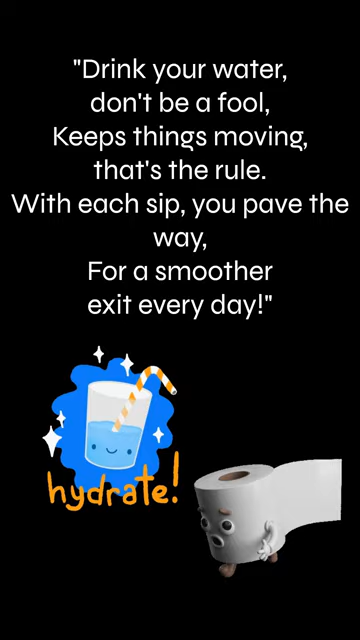 "Drink your water,
don't be a fool,
Keeps things moving,
that's the rule.
With each sip, you pave the
way,
For a smoother
exit every day!"
hydrate!